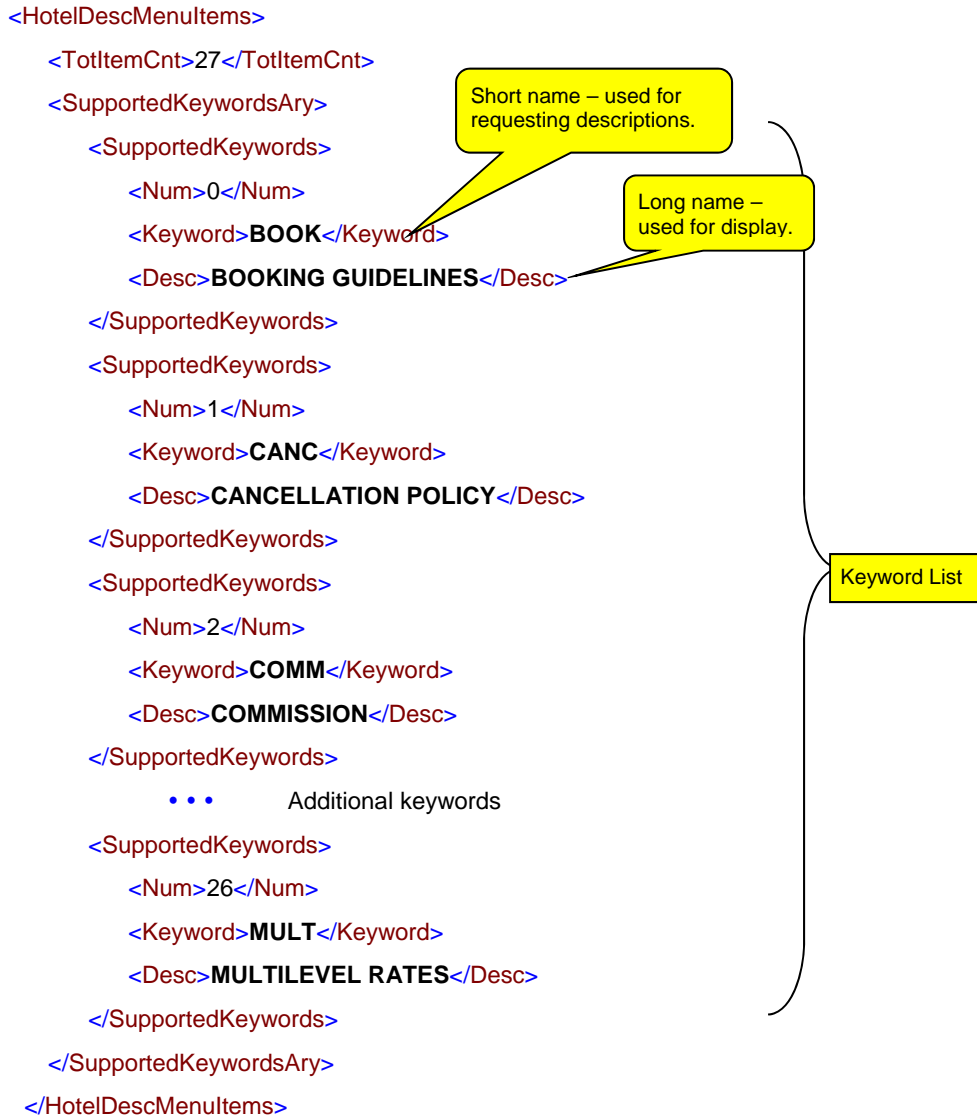 <HotelDescMenuItems>
<TotItemCnt>27</TotItemCnt>
<SupportedKeywordsAry>
Short name – used for
requesting descriptions.
<SupportedKeywords>
<Num>0</Num>
Long name –
used for display.
<Keyword>BOOK</Keyword>
<Desc>BOOKING GUIDELINES</Desc>
</SupportedKeywords>
<SupportedKeywords>
<Num>1</Num>
<Keyword>CANC</Keyword>
<Desc>CANCELLATION POLICY</Desc>
</SupportedKeywords>
<SupportedKeywords>
Keyword List
<Num>2</Num>
<Keyword>COMM</Keyword>
<Desc>COMMISSION</Desc>
</SupportedKeywords>
• • • Additional keywords
<SupportedKeywords>
<Num>26</Num>
<Keyword>MULT</Keyword>
<Desc>MULTILEVEL RATES</Desc>
</SupportedKeywords>
</SupportedKeywordsAry>
</HotelDescMenuItems>